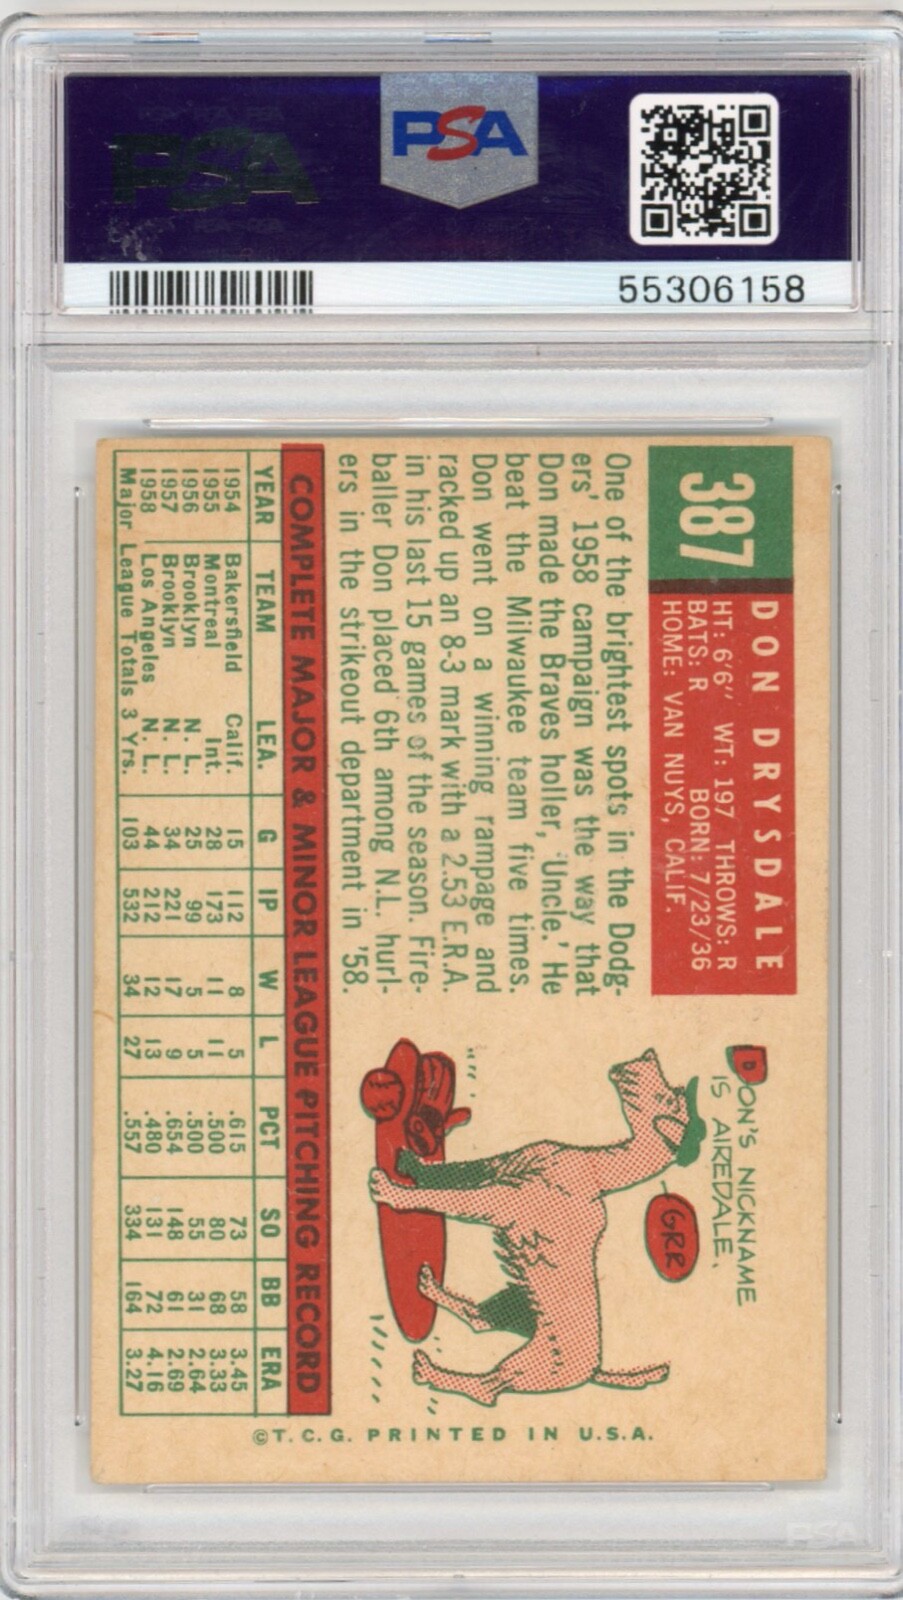 PSA
PSA
55306158
387
DON DRYSDALE
HT: 6'6" WT: 197 THROWS: R
BATS: R BORN: 7/23/36
HOME: VAN NUYS, CALIF.
One of the brightest spots in the Dodg-
ers' 1958 campaign was the way that
Don made the Braves holler, 'Uncle.' He
beat the Milwaukee team five times.
Don went on a winning rampage and
racked up an 8-3 mark with a 2.53 E.R.A.
in his last 15 games of the season. Fire-
baller Don placed 6th among N.L. hurl-
ers in the strikeout department in '58.
DON'S NICKNAME
IS AIREDALE.
GRR
COMPLETE MAJOR & MINOR LEAGUE PITCHING RECORD
YEAR TEAM LEA. G IP W L PCT SO BB ERA
1954 Bakersfield Calif. 15 112 8 5 .615 73 58 3.45
1955 Montreal Int. 28 173 11 11 .500 80 68 3.33
1956 Brooklyn N. L. 25 99 5 5 .500 55 31 2.64
1957 Brooklyn N. L. 34 221 17 9 .654 148 61 2.69
1958 Los Angeles N. L. 44 212 12 13 .480 131 72 4.16
Major League Totals 3 Yrs. 103 532 34 27 .557 334 164 3.27
©T.C.G. PRINTED IN U.S.A.
PSA